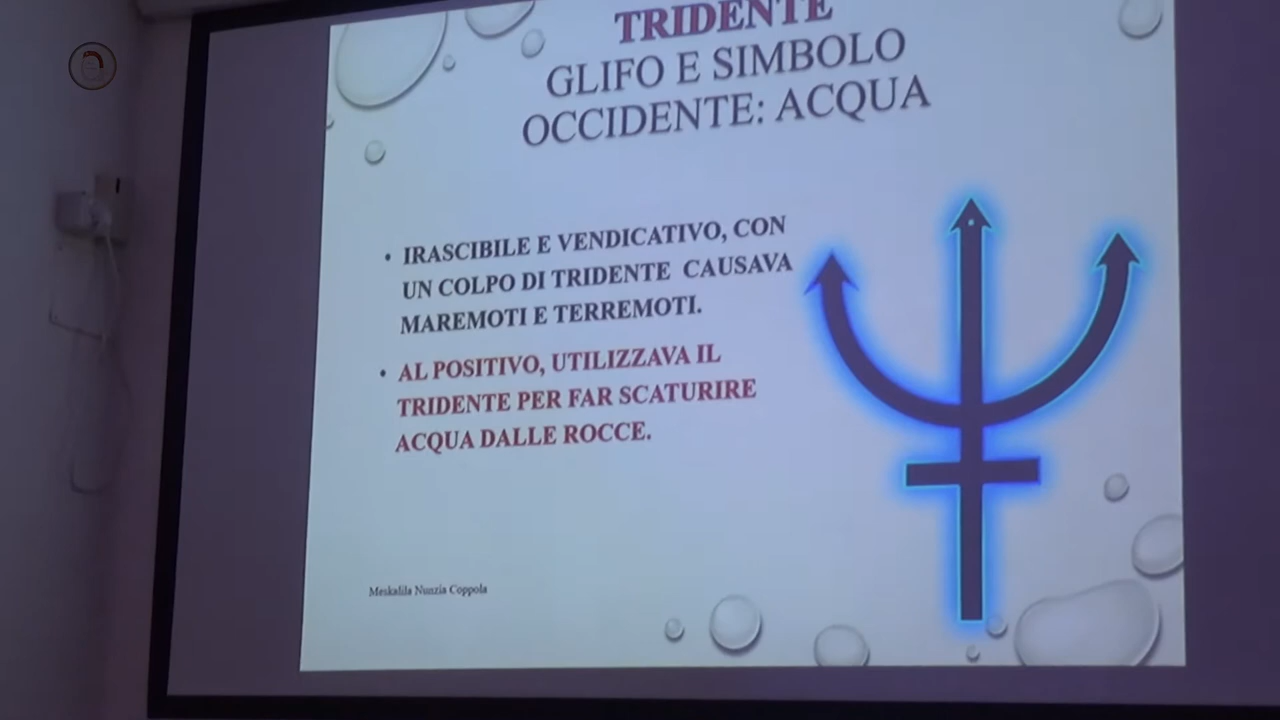 TRIDENTE
GLIFO E SIMBOLO
OCCIDENTE: ACQUA
• IRASCIBILE E VENDICATIVO, CON
UN COLPO DI TRIDENTE CAUSAVA
MAREMOTI E TERREMOTI.
• AL POSITIVO, UTILIZZAVA IL
TRIDENTE PER FAR SCATURIRE
ACQUA DALLE ROCCE.
Meskalila Nunzia Coppola